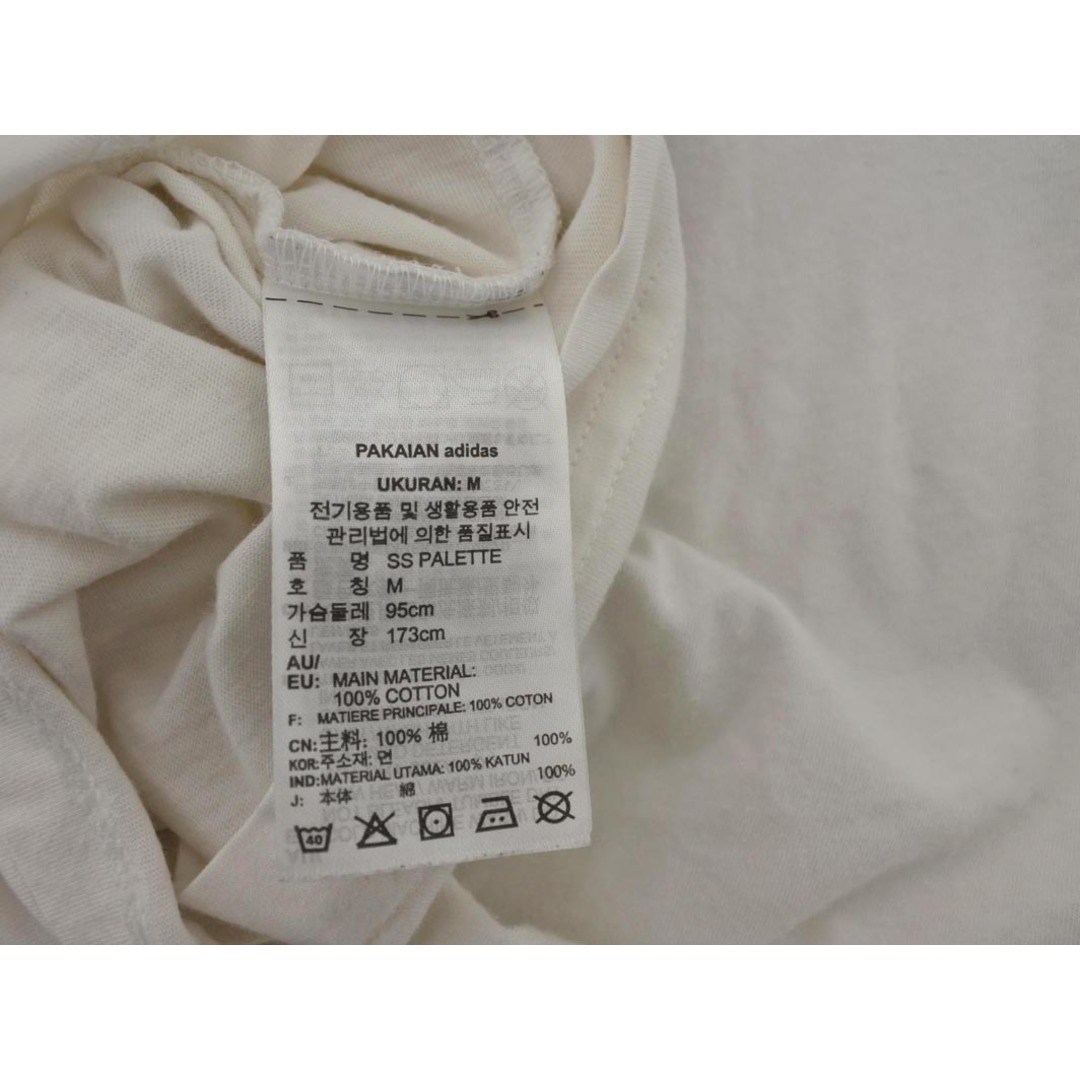 PAKAIAN adidas
UKURAN: M
전기용품 및 생활용품 안전
관리법에 의한 품질표시
품 명 SS PALETTE
호 칭 M
가슴둘레 95cm
신 장 173cm
AU/
EU: MAIN MATERIAL:
100% COTTON
F: MATIERE PRINCIPALE: 100% COTON
CN:主料: 100% 棉
KOR:주소재: 면 100%
IND:MATERIAL UTAMA: 100% KATUN
J: 本体 綿 100%
40